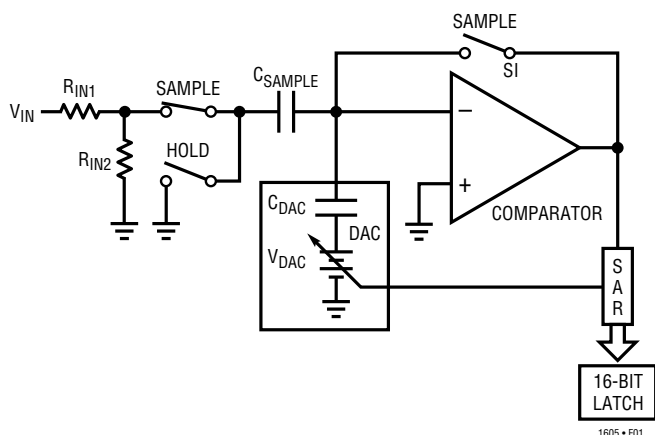 SAMPLE
SI
CSAMPLE
RIN1
SAMPLE
VIN
RIN2
HOLD
−
+
COMPARATOR
CDAC
DAC
VDAC
S
A
R
16-BIT
LATCH
1605 • F01